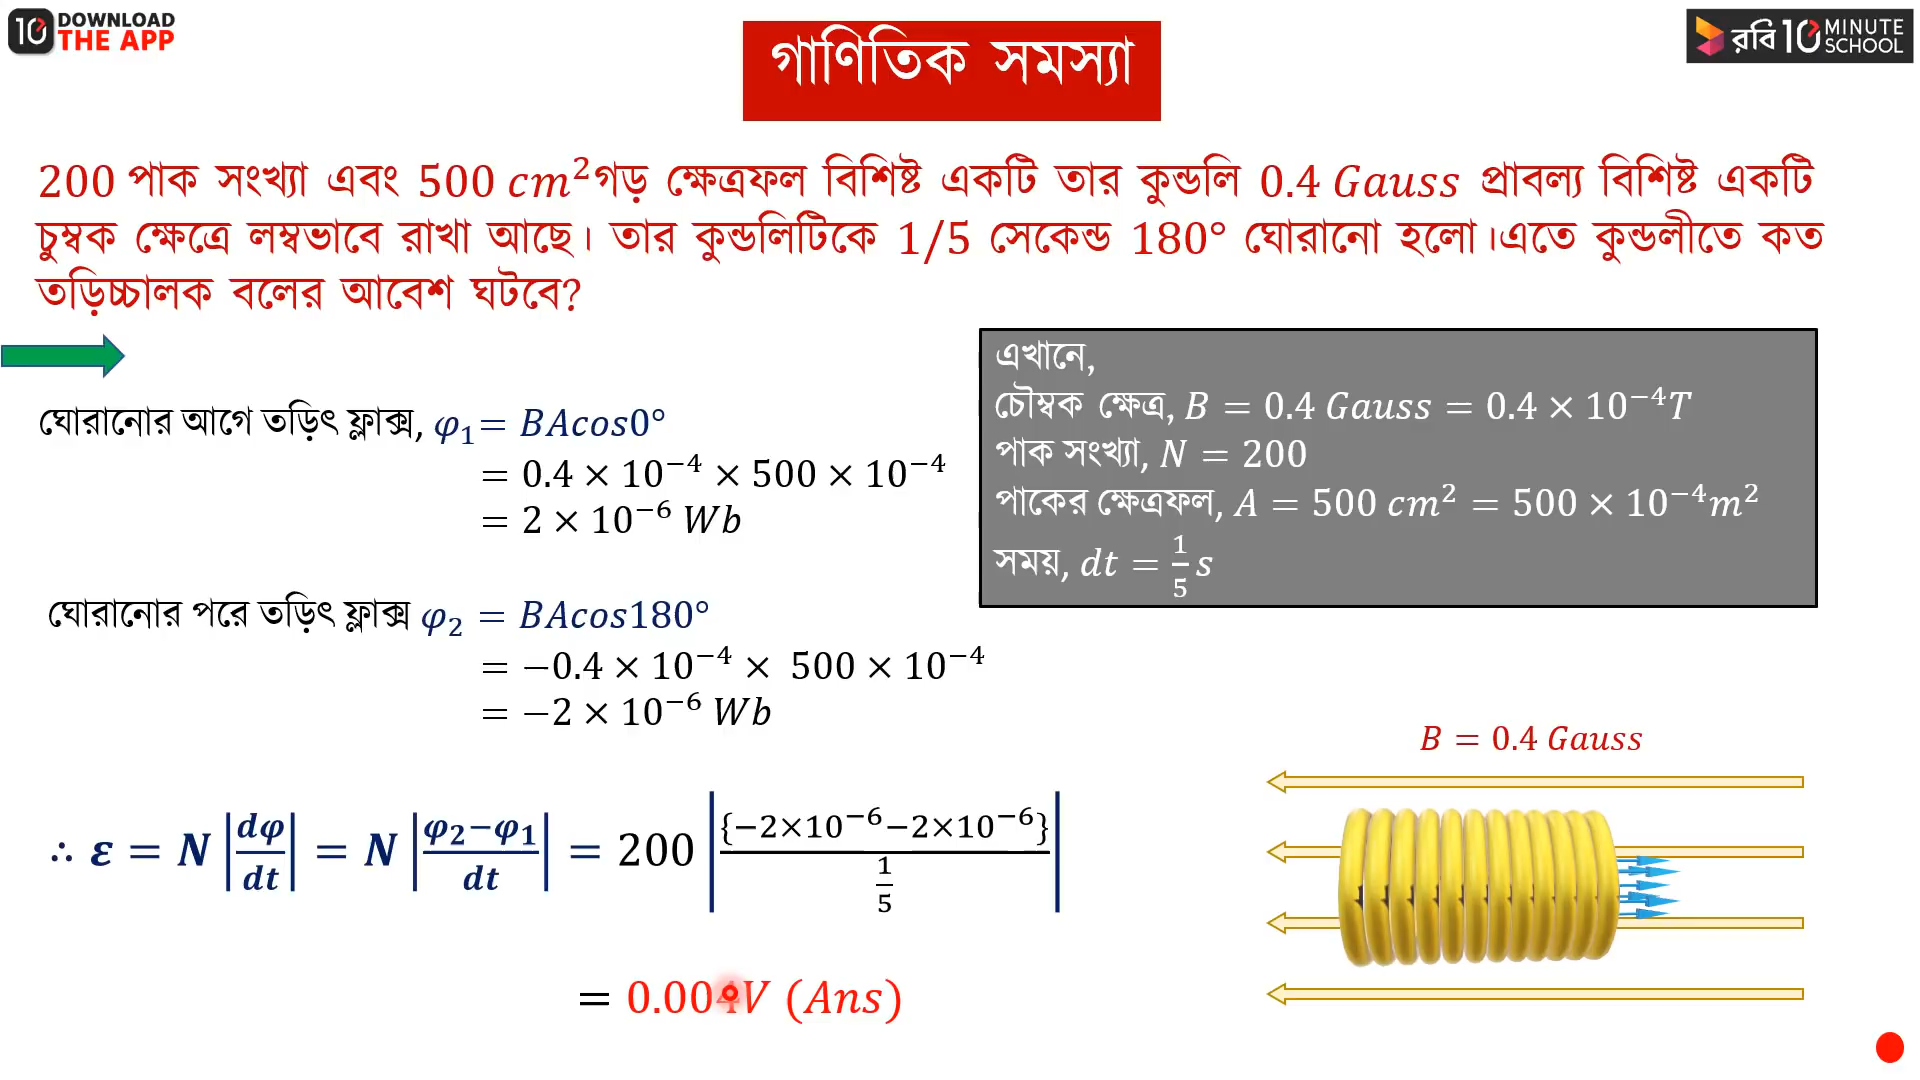 10 DOWNLOAD THE APP
গাণিতিক সমস্যা
রবি 10 MINUTE SCHOOL
200 পাক সংখ্যা এবং 500 cm²গড় ক্ষেত্রফল বিশিষ্ট একটি তার কুন্ডলি 0.4 Gauss প্রাবল্য বিশিষ্ট একটি
চুম্বক ক্ষেত্রে লম্বভাবে রাখা আছে। তার কুন্ডলিটিকে 1/5 সেকেন্ড 180° ঘোরানো হলো।এতে কুন্ডলীতে কত
তড়িচ্চালক বলের আবেশ ঘটবে?
এখানে,
চৌম্বক ক্ষেত্র, B = 0.4 Gauss = 0.4 × 10⁻⁴T
পাক সংখ্যা, N = 200
পাকের ক্ষেত্রফল, A = 500 cm² = 500 × 10⁻⁴m²
সময়, dt = 1/5 s
ঘোরানোর আগে তড়িৎ ফ্লাক্স, φ₁= BAcos0°
= 0.4 × 10⁻⁴ × 500 × 10⁻⁴
= 2 × 10⁻⁶ Wb
ঘোরানোর পরে তড়িৎ ফ্লাক্স φ₂ = BAcos180°
= −0.4 × 10⁻⁴ × 500 × 10⁻⁴
= −2 × 10⁻⁶ Wb
∴ ε = N |dφ/dt| = N |φ₂−φ₁/dt| = 200 |{−2×10⁻⁶−2×10⁻⁶}/(1/5)|
= 0.004V (Ans)
B = 0.4 Gauss